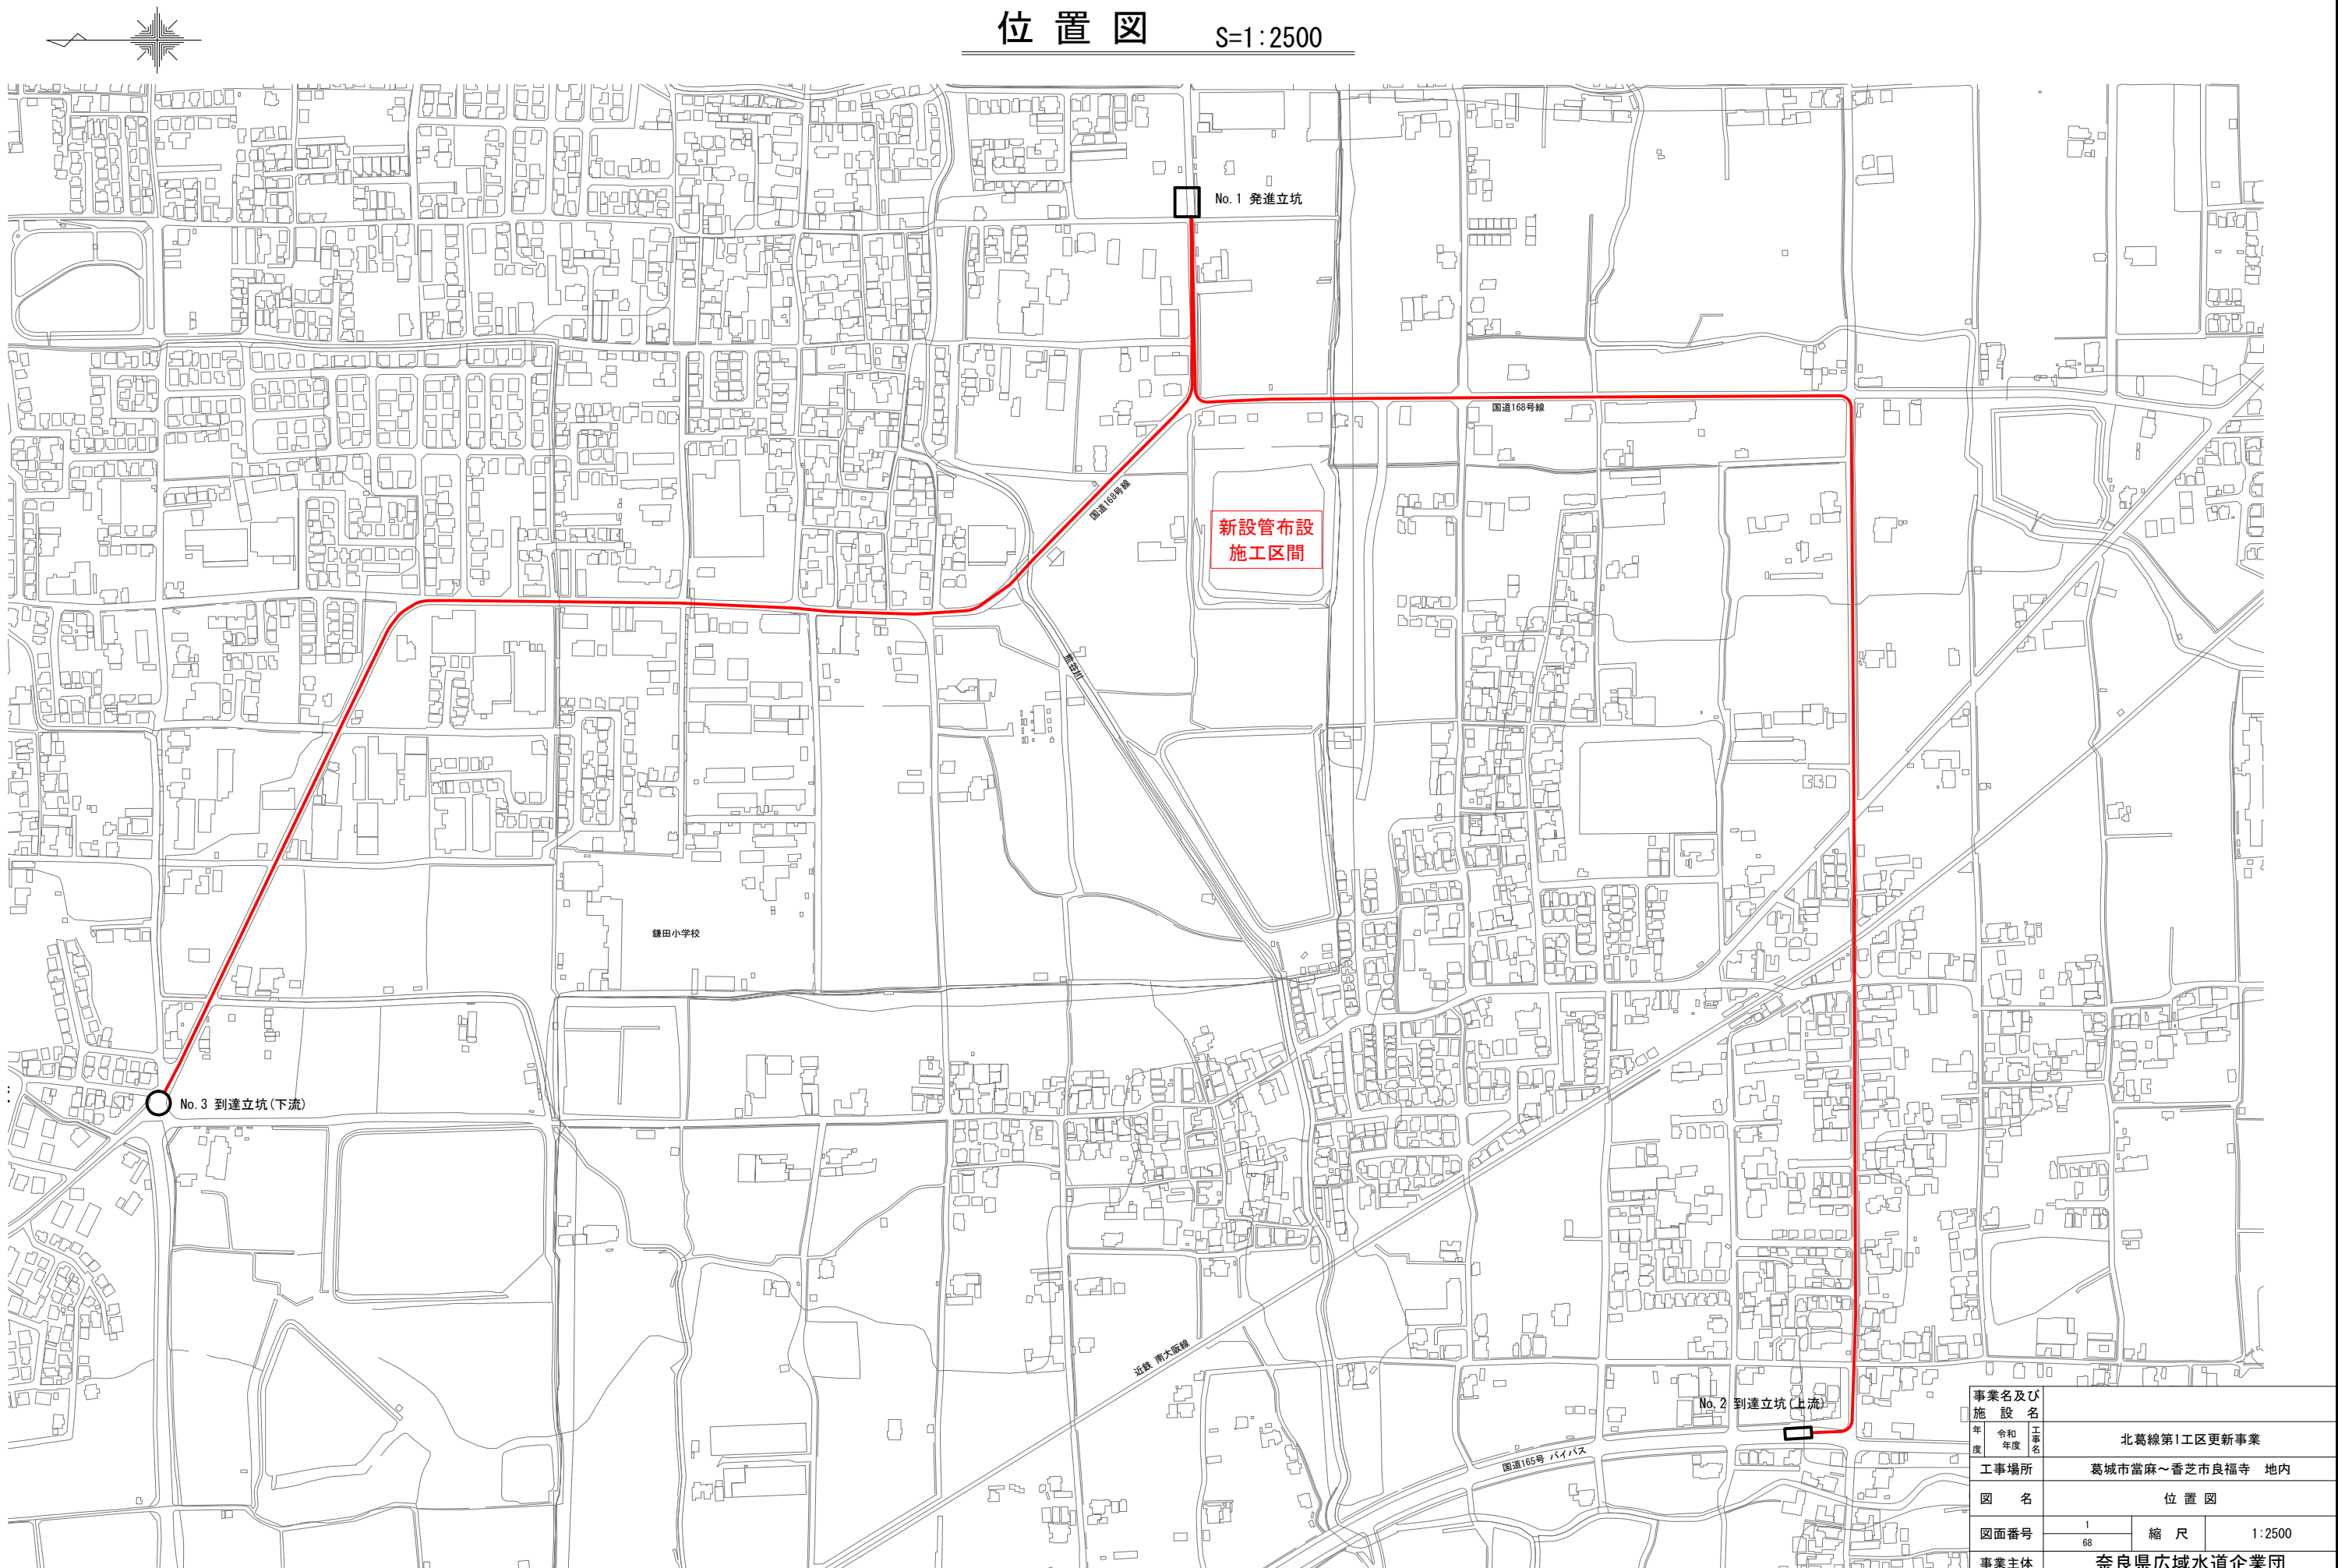 位置図 S=1:2500
No.1 発進立坑
国道168号線
国道168号線
新設管布設
施工区間
熊谷川
鎌田小学校
No.3 到達立坑(下流)
近鉄 南大阪線
No.2 到達立坑(上流)
国道165号 バイパス
事業名及び
施設名
年度 令和 年度 工事名 北葛線第1工区更新事業
工事場所 葛城市當麻～香芝市良福寺 地内
図名 位置図
図面番号 1 68 縮尺 1:2500
事業主体 奈良県広域水道企業団